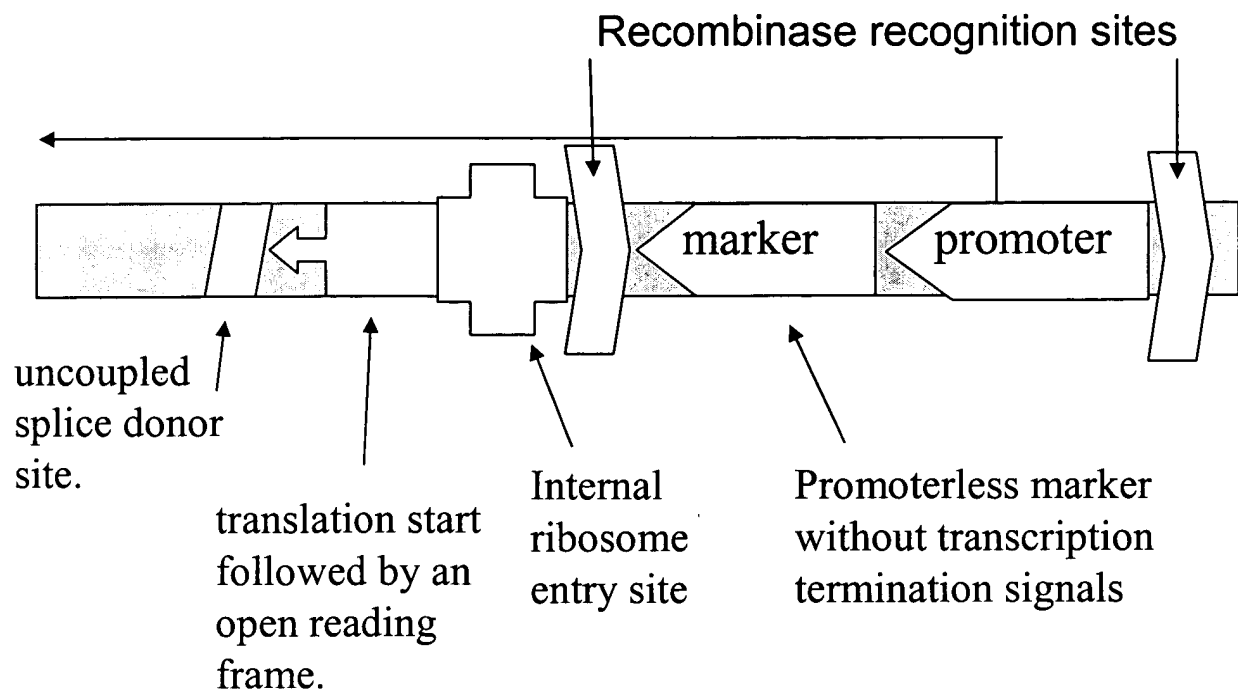 Recombinase recognition sites
marker
promoter
uncoupled
splice donor
site.
translation start
followed by an
open reading
frame.
Internal
ribosome
entry site
Promoterless marker
without transcription
termination signals